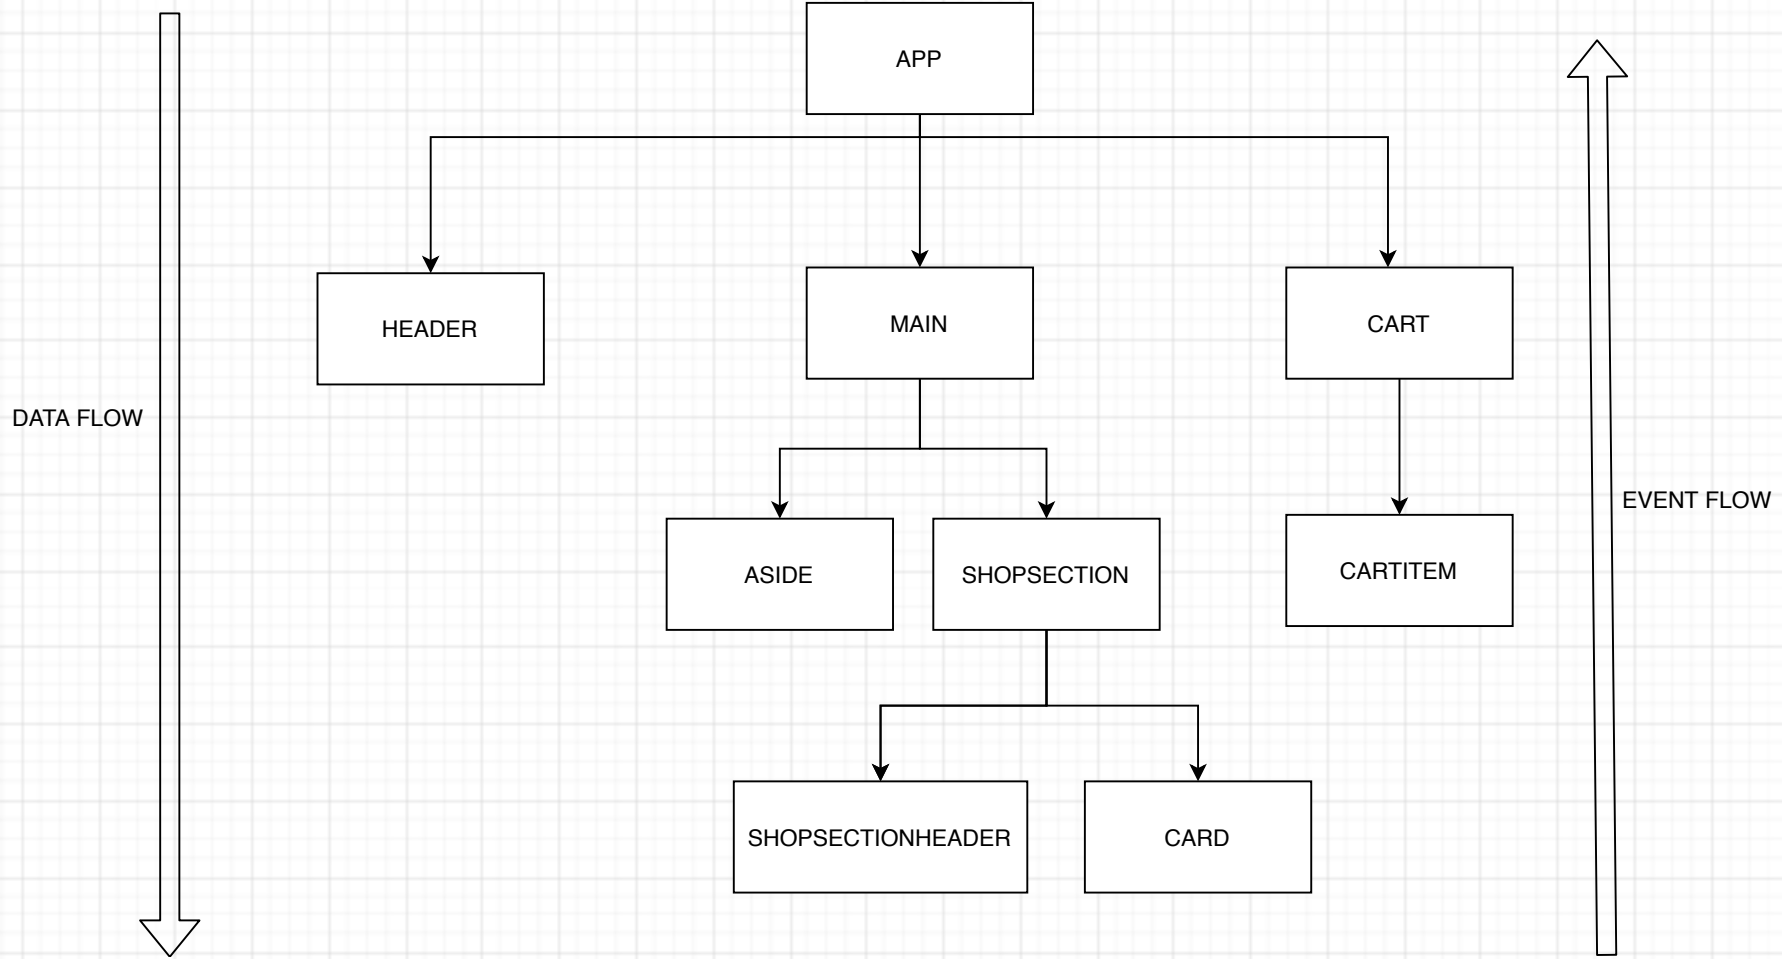 APP
HEADER
MAIN
CART
DATA FLOW
EVENT FLOW
ASIDE
SHOPSECTION
CARTITEM
SHOPSECTIONHEADER
CARD